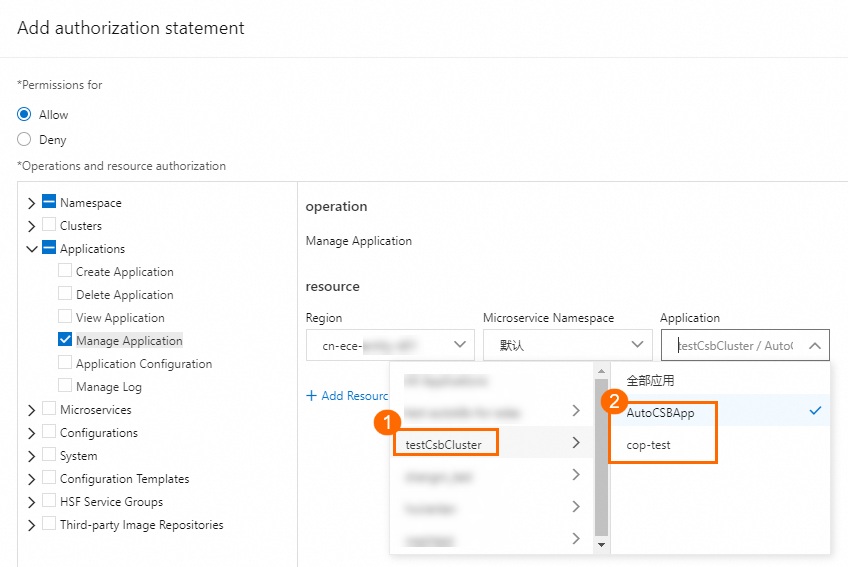 Add authorization statement
*Permissions for
Allow
Deny
*Operations and resource authorization
Namespace
Clusters
Applications
Create Application
Delete Application
View Application
Manage Application
Application Configuration
Manage Log
Microservices
Configurations
System
Configuration Templates
HSF Service Groups
Third-party Image Repositories
operation
Manage Application
resource
Region
Microservice Namespace
Application
cn-ece-
默认
testCsbCluster / Auto
+ Add Resourc
1
testCsbCluster
全部应用
2
AutoCSBApp
cop-test